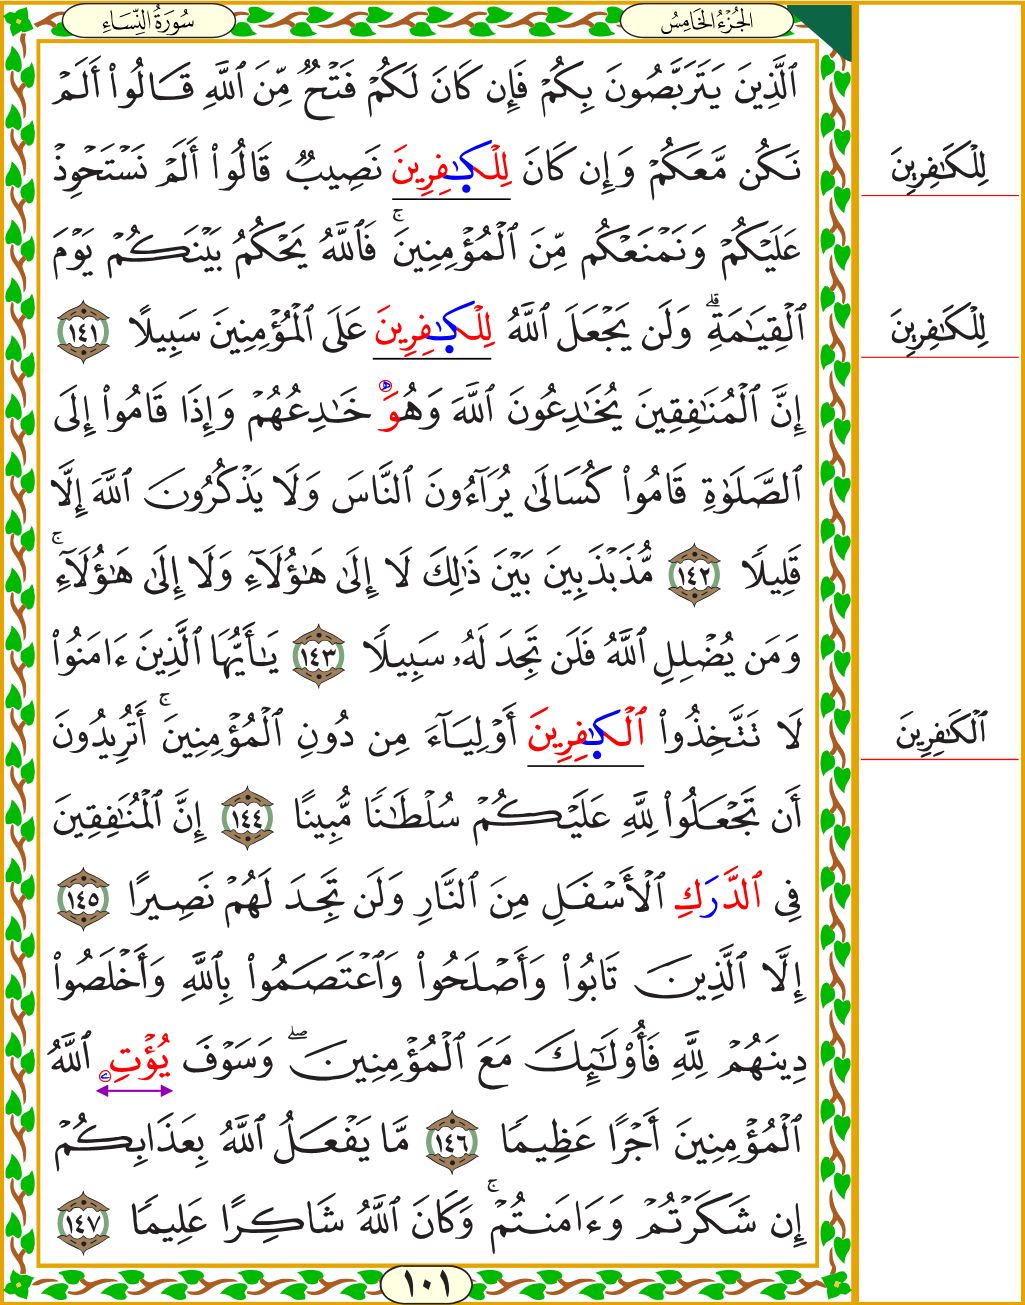 سُورَةُ النِّسَاءِ
الجُزْءُ الخَامِسُ
ٱلَّذِينَ يَتَرَبَّصُونَ بِكُمْ فَإِن كَانَ لَكُمْ فَتْحٌ مِّنَ ٱللَّهِ قَالُوا۟ أَلَمْ
نَكُن مَّعَكُمْ وَإِن كَانَ لِلْكَـٰفِرِينَ نَصِيبٌ قَالُوٓا۟ أَلَمْ نَسْتَحْوِذْ
لِلْكَـٰفِرِينَ
عَلَيْكُمْ وَنَمْنَعْكُم مِّنَ ٱلْمُؤْمِنِينَ ۚ فَٱللَّهُ يَحْكُمُ بَيْنَكُمْ يَوْمَ
ٱلْقِيَـٰمَةِ ۗ وَلَن يَجْعَلَ ٱللَّهُ لِلْكَـٰفِرِينَ عَلَى ٱلْمُؤْمِنِينَ سَبِيلًا ١٤١
لِلْكَـٰفِرِينَ
إِنَّ ٱلْمُنَـٰفِقِينَ يُخَـٰدِعُونَ ٱللَّهَ وَهُوَ خَـٰدِعُهُمْ وَإِذَا قَامُوٓا۟ إِلَى
ٱلصَّلَوٰةِ قَامُوا۟ كُسَالَىٰ يُرَآءُونَ ٱلنَّاسَ وَلَا يَذْكُرُونَ ٱللَّهَ إِلَّا
قَلِيلًا ١٤٢ مُّذَبْذَبِينَ بَيْنَ ذَٰلِكَ لَآ إِلَىٰ هَـٰٓؤُلَآءِ وَلَآ إِلَىٰ هَـٰٓؤُلَآءِ ۚ
وَمَن يُضْلِلِ ٱللَّهُ فَلَن تَجِدَ لَهُۥ سَبِيلًا ١٤٣ يَـٰٓأَيُّهَا ٱلَّذِينَ ءَامَنُوا۟
لَا تَتَّخِذُوا۟ ٱلْكَـٰفِرِينَ أَوْلِيَآءَ مِن دُونِ ٱلْمُؤْمِنِينَ ۚ أَتُرِيدُونَ
ٱلْكَـٰفِرِينَ
أَن تَجْعَلُوا۟ لِلَّهِ عَلَيْكُمْ سُلْطَـٰنًا مُّبِينًا ١٤٤ إِنَّ ٱلْمُنَـٰفِقِينَ
فِى ٱلدَّرَكِ ٱلْأَسْفَلِ مِنَ ٱلنَّارِ وَلَن تَجِدَ لَهُمْ نَصِيرًا ١٤٥
إِلَّا ٱلَّذِينَ تَابُوا۟ وَأَصْلَحُوا۟ وَٱعْتَصَمُوا۟ بِٱللَّهِ وَأَخْلَصُوا۟
دِينَهُمْ لِلَّهِ فَأُو۟لَـٰٓئِكَ مَعَ ٱلْمُؤْمِنِينَ ۖ وَسَوْفَ يُؤْتِ ٱللَّهُ
ٱلْمُؤْمِنِينَ أَجْرًا عَظِيمًا ١٤٦ مَّا يَفْعَلُ ٱللَّهُ بِعَذَابِكُمْ
إِن شَكَرْتُمْ وَءَامَنتُمْ ۚ وَكَانَ ٱللَّهُ شَاكِرًا عَلِيمًا ١٤٧
١٠١